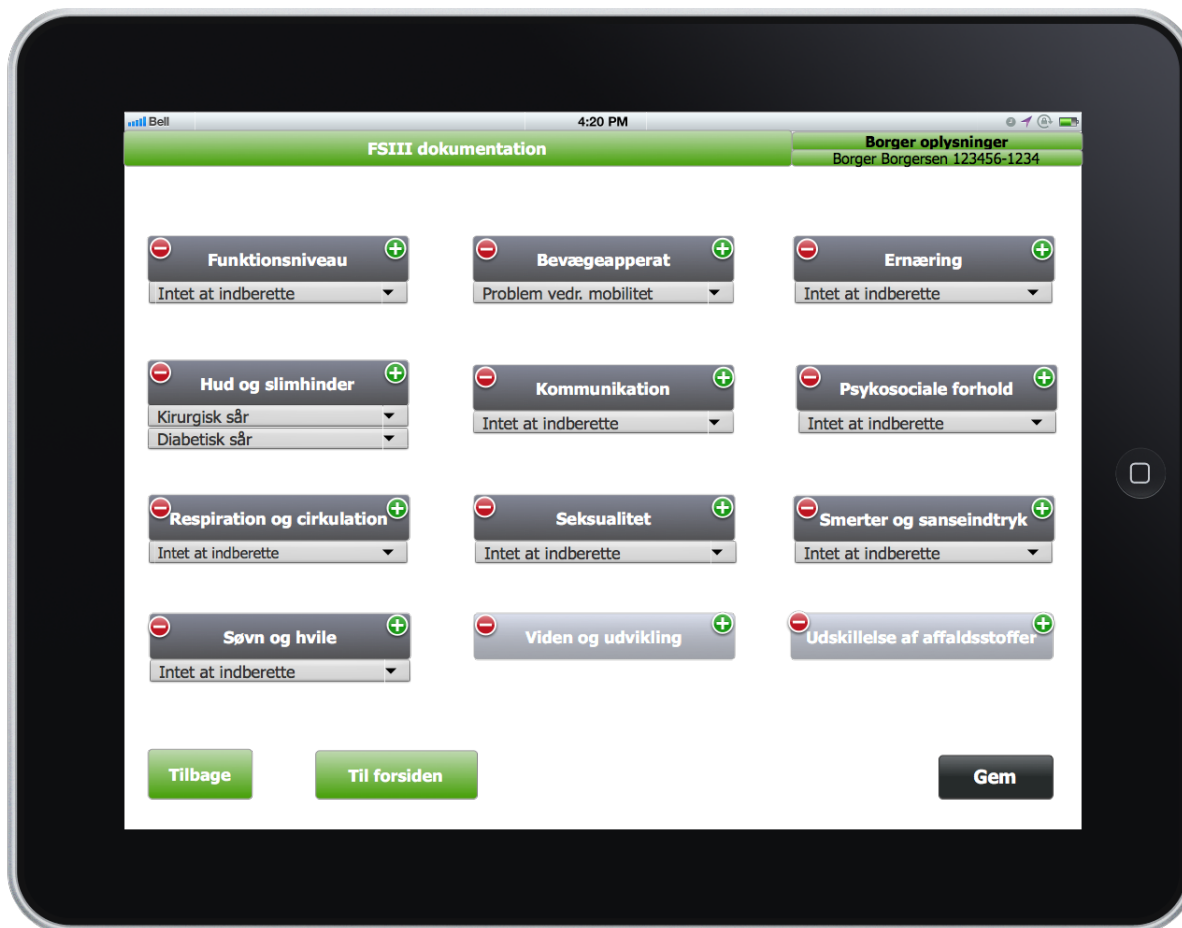 Bell 4:20 PM
FSIII dokumentation
Borger oplysninger
Borger Borgersen 123456-1234
Funktionsniveau
Intet at indberette
Bevægeapperat
Problem vedr. mobilitet
Ernæring
Intet at indberette
Hud og slimhinder
Kirurgisk sår
Diabetisk sår
Kommunikation
Intet at indberette
Psykosociale forhold
Intet at indberette
Respiration og cirkulation
Intet at indberette
Seksualitet
Intet at indberette
Smerter og sanseindtryk
Intet at indberette
Søvn og hvile
Intet at indberette
Viden og udvikling
Udskillelse af affaldsstoffer
Tilbage
Til forsiden
Gem